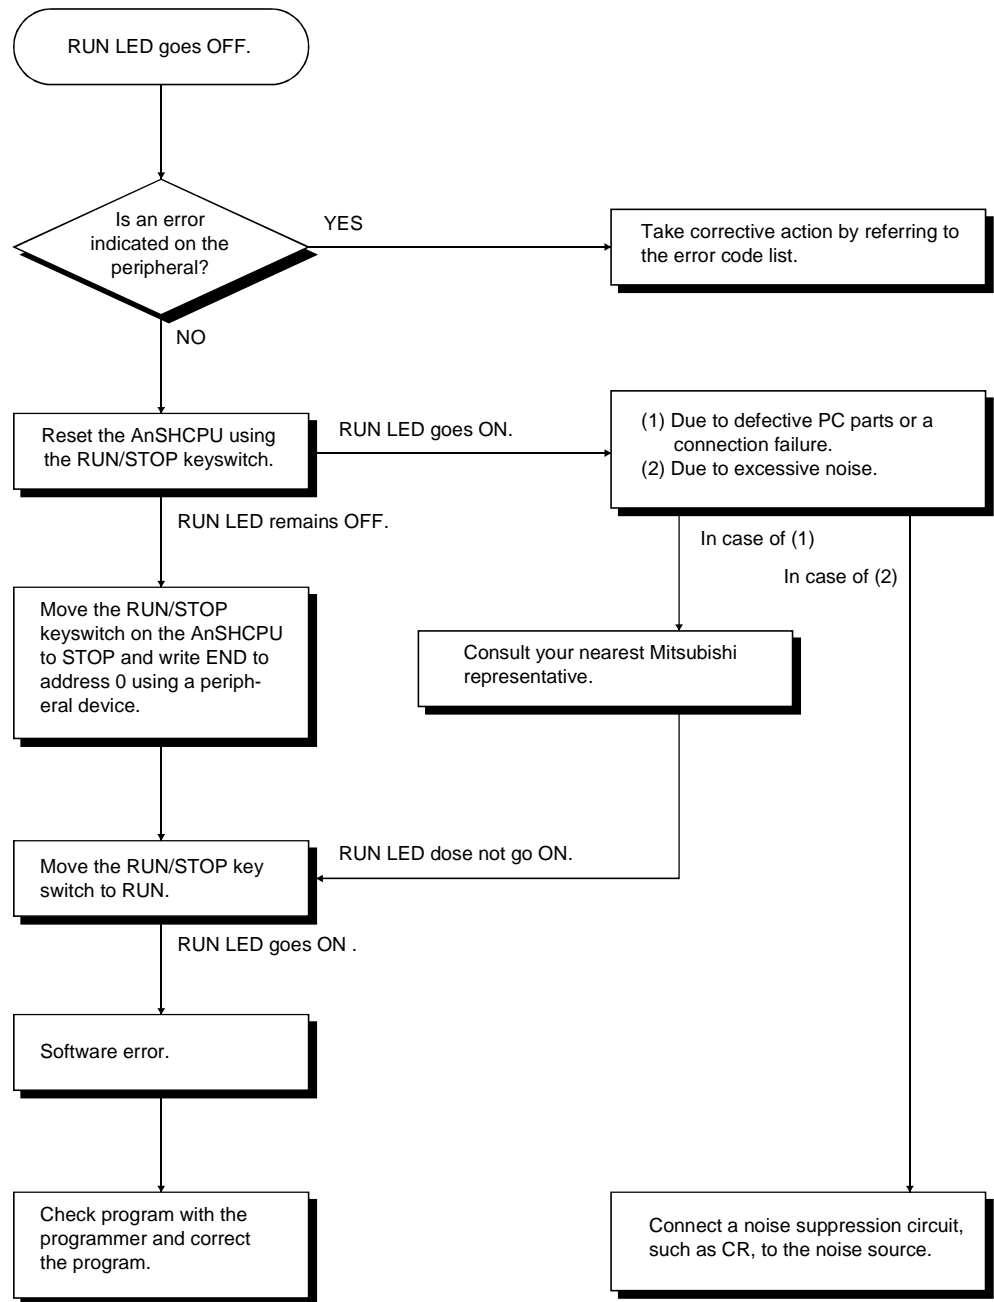 RUN LED goes OFF.
Is an error
indicated on the
peripheral?
YES
Take corrective action by referring to
the error code list.
NO
Reset the AnSHCPU using
the RUN/STOP keyswitch.
RUN LED goes ON.
(1) Due to defective PC parts or a
connection failure.
(2) Due to excessive noise.
RUN LED remains OFF.
In case of (1)
In case of (2)
Move the RUN/STOP
keyswitch on the AnSHCPU
to STOP and write END to
address 0 using a periph-
eral device.
Consult your nearest Mitsubishi
representative.
Move the RUN/STOP key
switch to RUN.
RUN LED dose not go ON.
RUN LED goes ON .
Software error.
Check program with the
programmer and correct
the program.
Connect a noise suppression circuit,
such as CR, to the noise source.